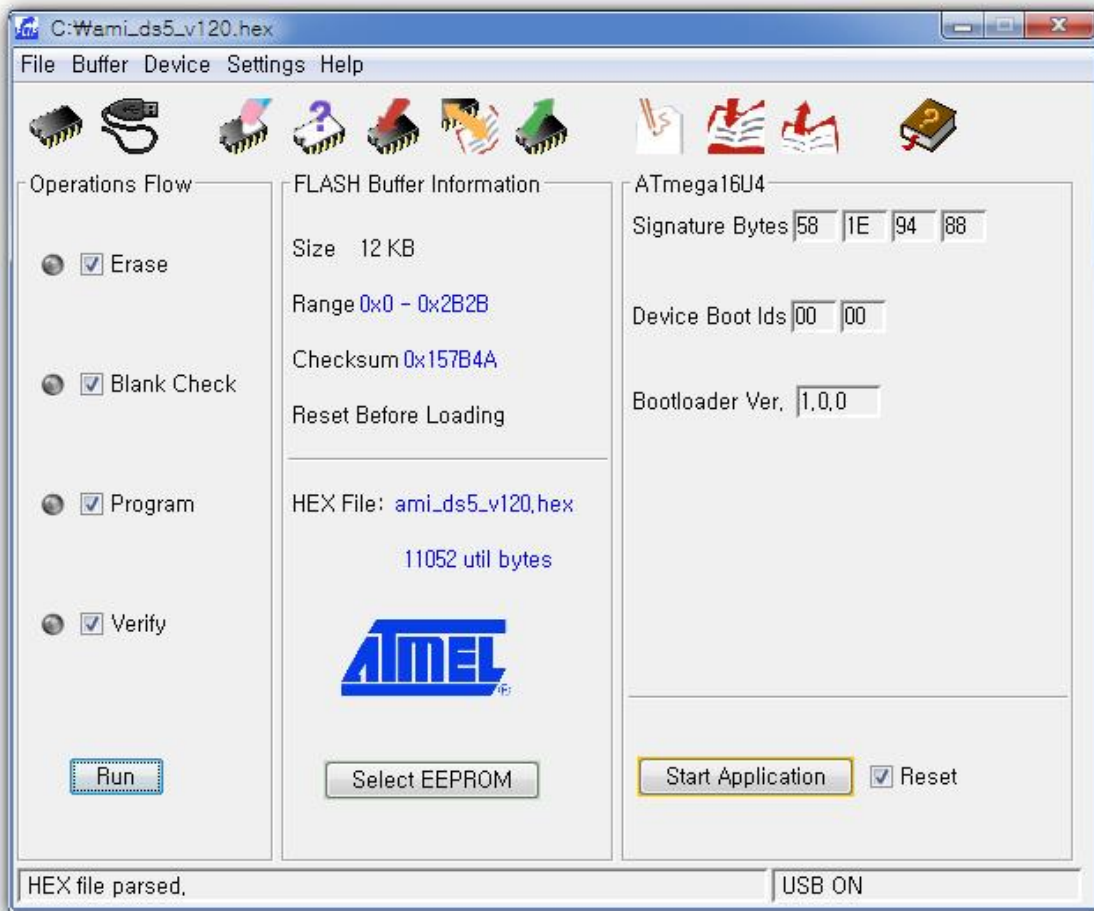 C:₩ami_ds5_v120.hex
File Buffer Device Settings Help
Operations Flow
Erase
Blank Check
Program
Verify
Run
FLASH Buffer Information
Size 12 KB
Range 0x0 - 0x2B2B
Checksum 0x157B4A
Reset Before Loading
HEX File: ami_ds5_v120.hex
11052 util bytes
ATMEL ®
Select EEPROM
ATmega16U4
Signature Bytes 58 1E 94 88
Device Boot Ids 00 00
Bootloader Ver. 1.0.0
Start Application Reset
HEX file parsed.
USB ON